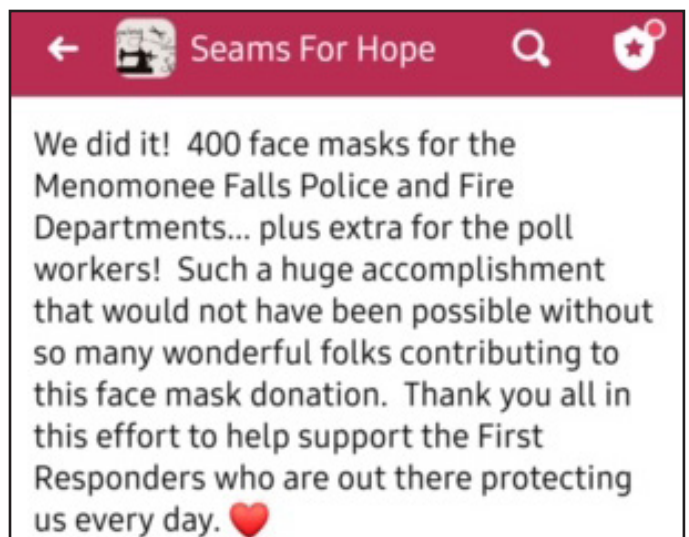 Seams For Hope
We did it!  400 face masks for the
Menomonee Falls Police and Fire
Departments... plus extra for the poll
workers!  Such a huge accomplishment
that would not have been possible without
so many wonderful folks contributing to
this face mask donation.  Thank you all in
this effort to help support the First
Responders who are out there protecting
us every day. ❤️